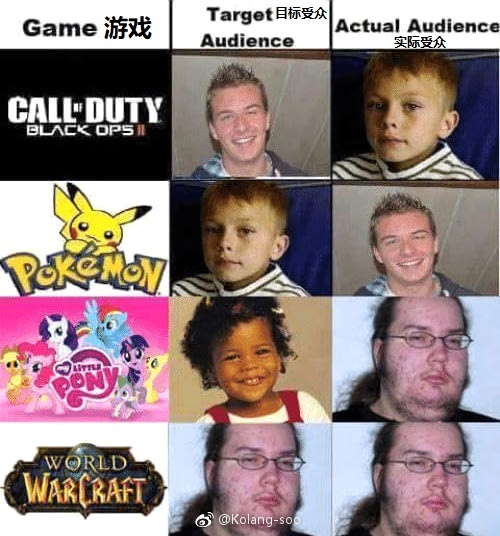 Game 游戏
Target 目标受众
Audience
Actual Audience
实际受众
CALL OF DUTY
BLACK OPS II
POKéMON
MY LITTLE
PONY
WORLD
OF
WARCRAFT
@Kolang-soo